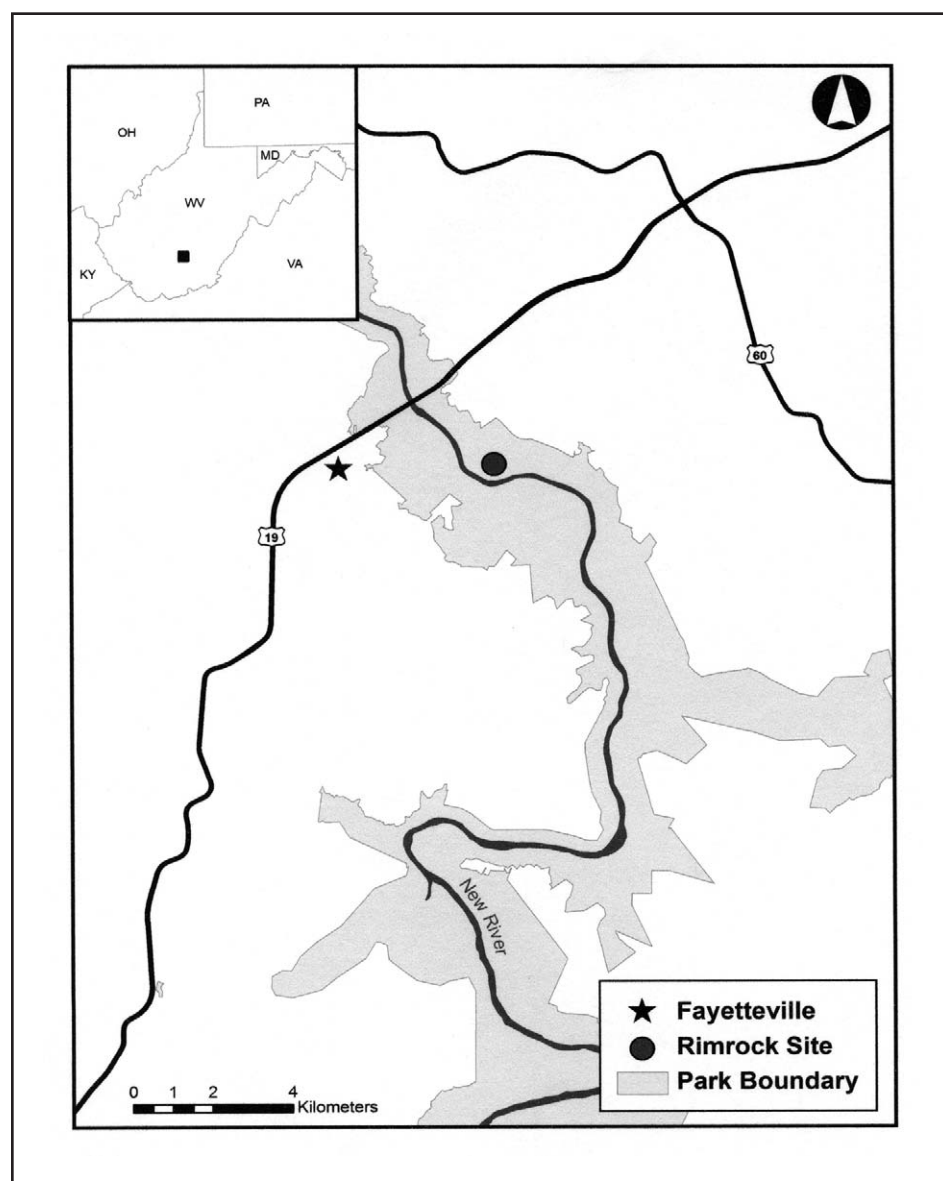 PA
OH
MD
WV
KY
VA
60
19
New River
Fayetteville
Rimrock Site
Park Boundary
0 1 2 4
Kilometers